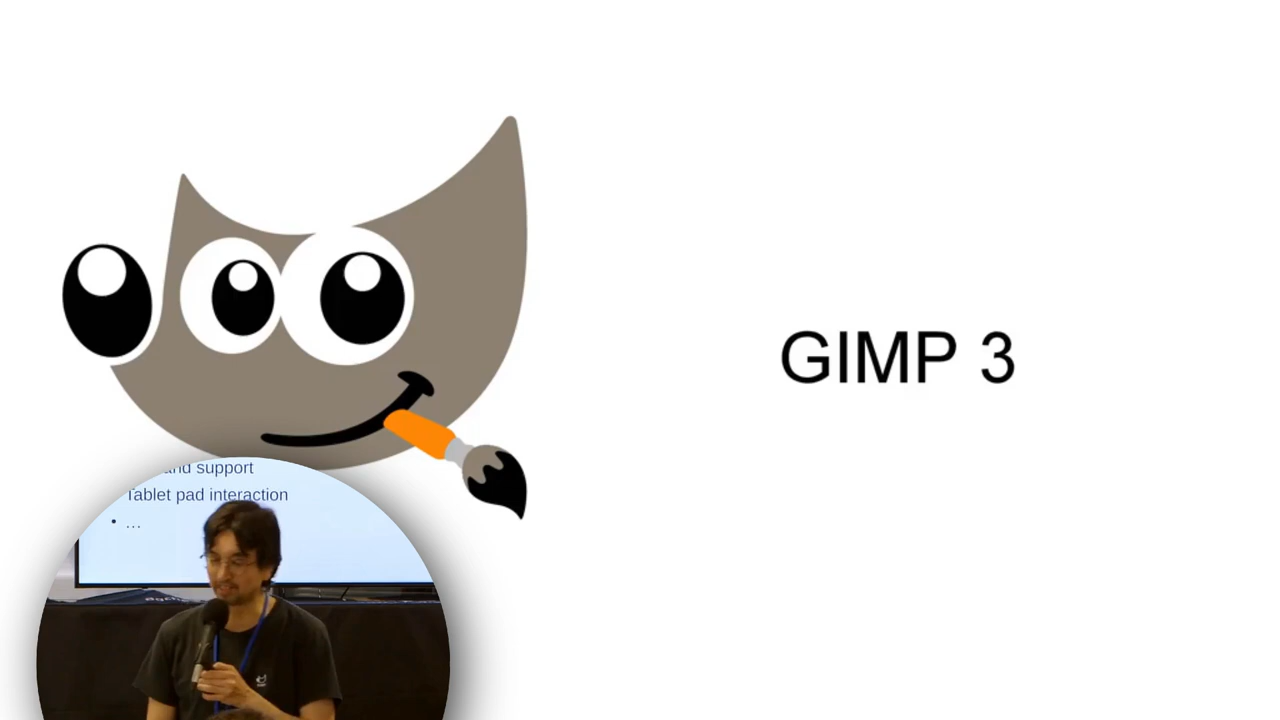 GIMP 3
and support
Tablet pad interaction
• ...